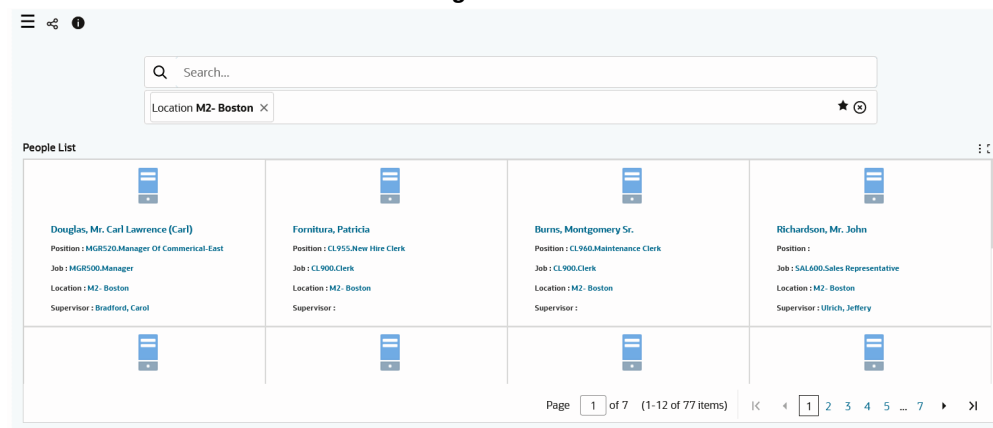 Search...
Location M2- Boston ×
People List
Douglas, Mr. Carl Lawrence (Carl)
Position : MGR520.Manager Of Commerical-East
Job : MGR500.Manager
Location : M2- Boston
Supervisor : Bradford, Carol
Fornitura, Patricia
Position : CL955.New Hire Clerk
Job : CL900.Clerk
Location : M2- Boston
Supervisor :
Burns, Montgomery Sr.
Position : CL960.Maintenance Clerk
Job : CL900.Clerk
Location : M2- Boston
Supervisor :
Richardson, Mr. John
Position :
Job : SAL600.Sales Representative
Location : M2- Boston
Supervisor : Ulrich, Jeffery
Page 1 of 7 (1-12 of 77 items) 1 2 3 4 5 ... 7